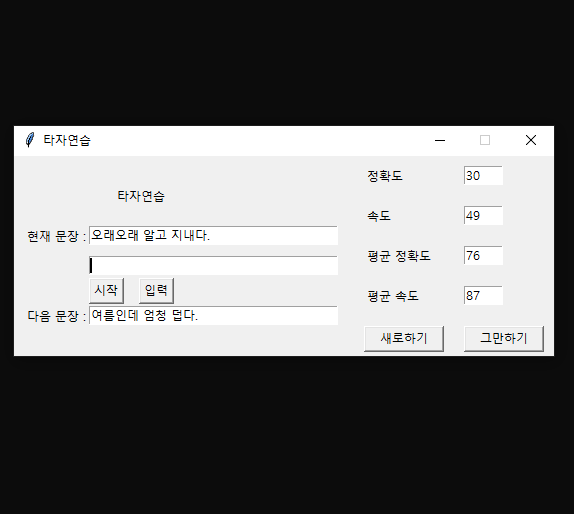 타자연습
타자연습
현재 문장 : 오래오래 알고 지내다.
시작 입력
다음 문장 : 여름인데 엄청 덥다.
정확도 30
속도 49
평균 정확도 76
평균 속도 87
새로하기 그만하기